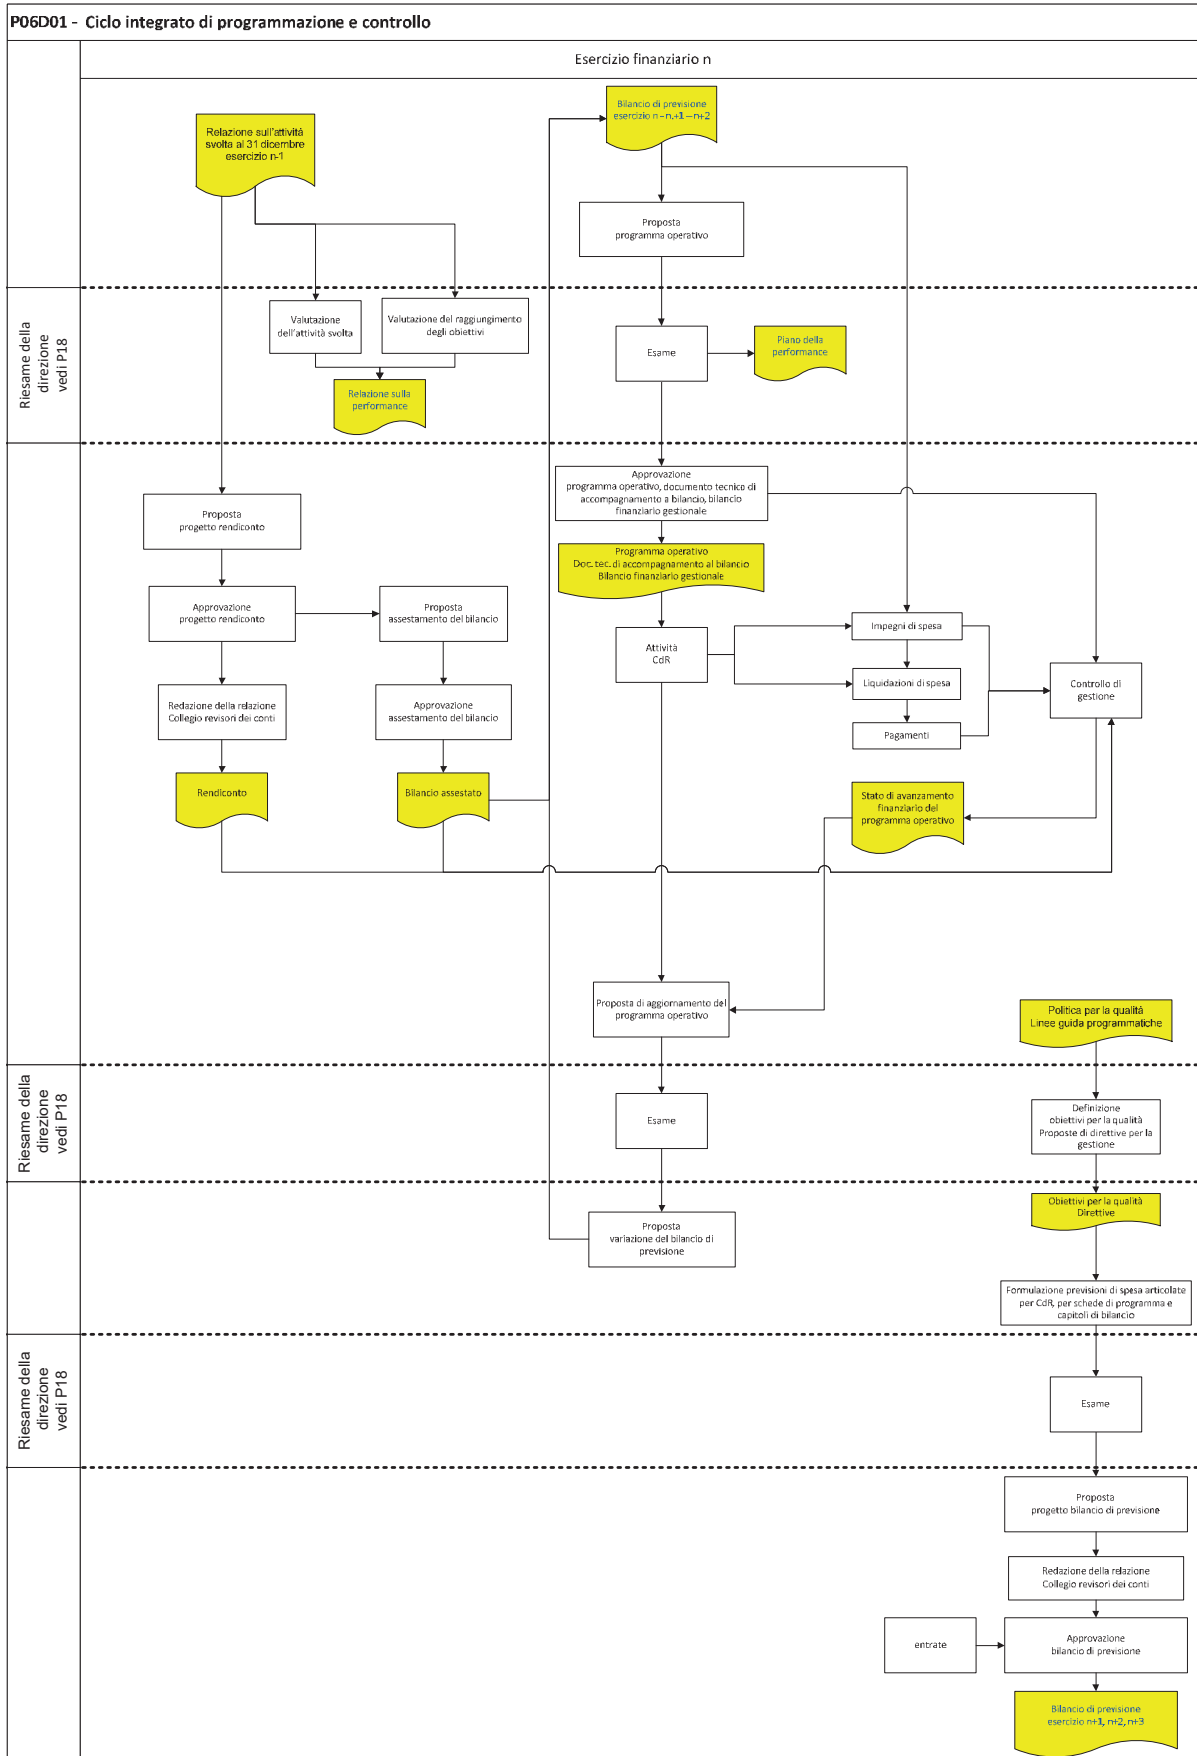 P06D01 - Ciclo integrato di programmazione e controllo
Esercizio finanziario n
Relazione sull'attività
svolta al 31 dicembre
esercizio n-1
Bilancio di previsione
esercizio n – n+1 – n+2
Proposta
programma operativo
Riesame della
direzione
vedi P18
Valutazione
dell'attività svolta
Valutazione del raggiungimento
degli obiettivi
Relazione sulla
performance
Esame
Piano della
performance
Approvazione
programma operativo, documento tecnico di
accompagnamento a bilancio, bilancio
finanziario gestionale
Proposta
progetto rendiconto
Programma operativo
Doc. tec. di accompagnamento al bilancio
Bilancio finanziario gestionale
Approvazione
progetto rendiconto
Proposta
assestamento del bilancio
Attività
CdR
Impegni di spesa
Liquidazioni di spesa
Pagamenti
Controllo di
gestione
Redazione della relazione
Collegio revisori dei conti
Approvazione
assestamento del bilancio
Rendiconto
Bilancio assestato
Stato di avanzamento
finanziario del
programma operativo
Proposta di aggiornamento del
programma operativo
Politica per la qualità
Linee guida programmatiche
Riesame della
direzione
vedi P18
Esame
Definizione
obiettivi per la qualità
Proposte di direttive per la
gestione
Obiettivi per la qualità
Direttive
Proposta
variazione del bilancio di
previsione
Formulazione previsioni di spesa articolate
per CdR, per schede di programma e
capitoli di bilancio
Riesame della
direzione
vedi P18
Esame
Proposta
progetto bilancio di previsione
Redazione della relazione
Collegio revisori dei conti
entrate
Approvazione
bilancio di previsione
Bilancio di previsione
esercizio n+1, n+2, n+3